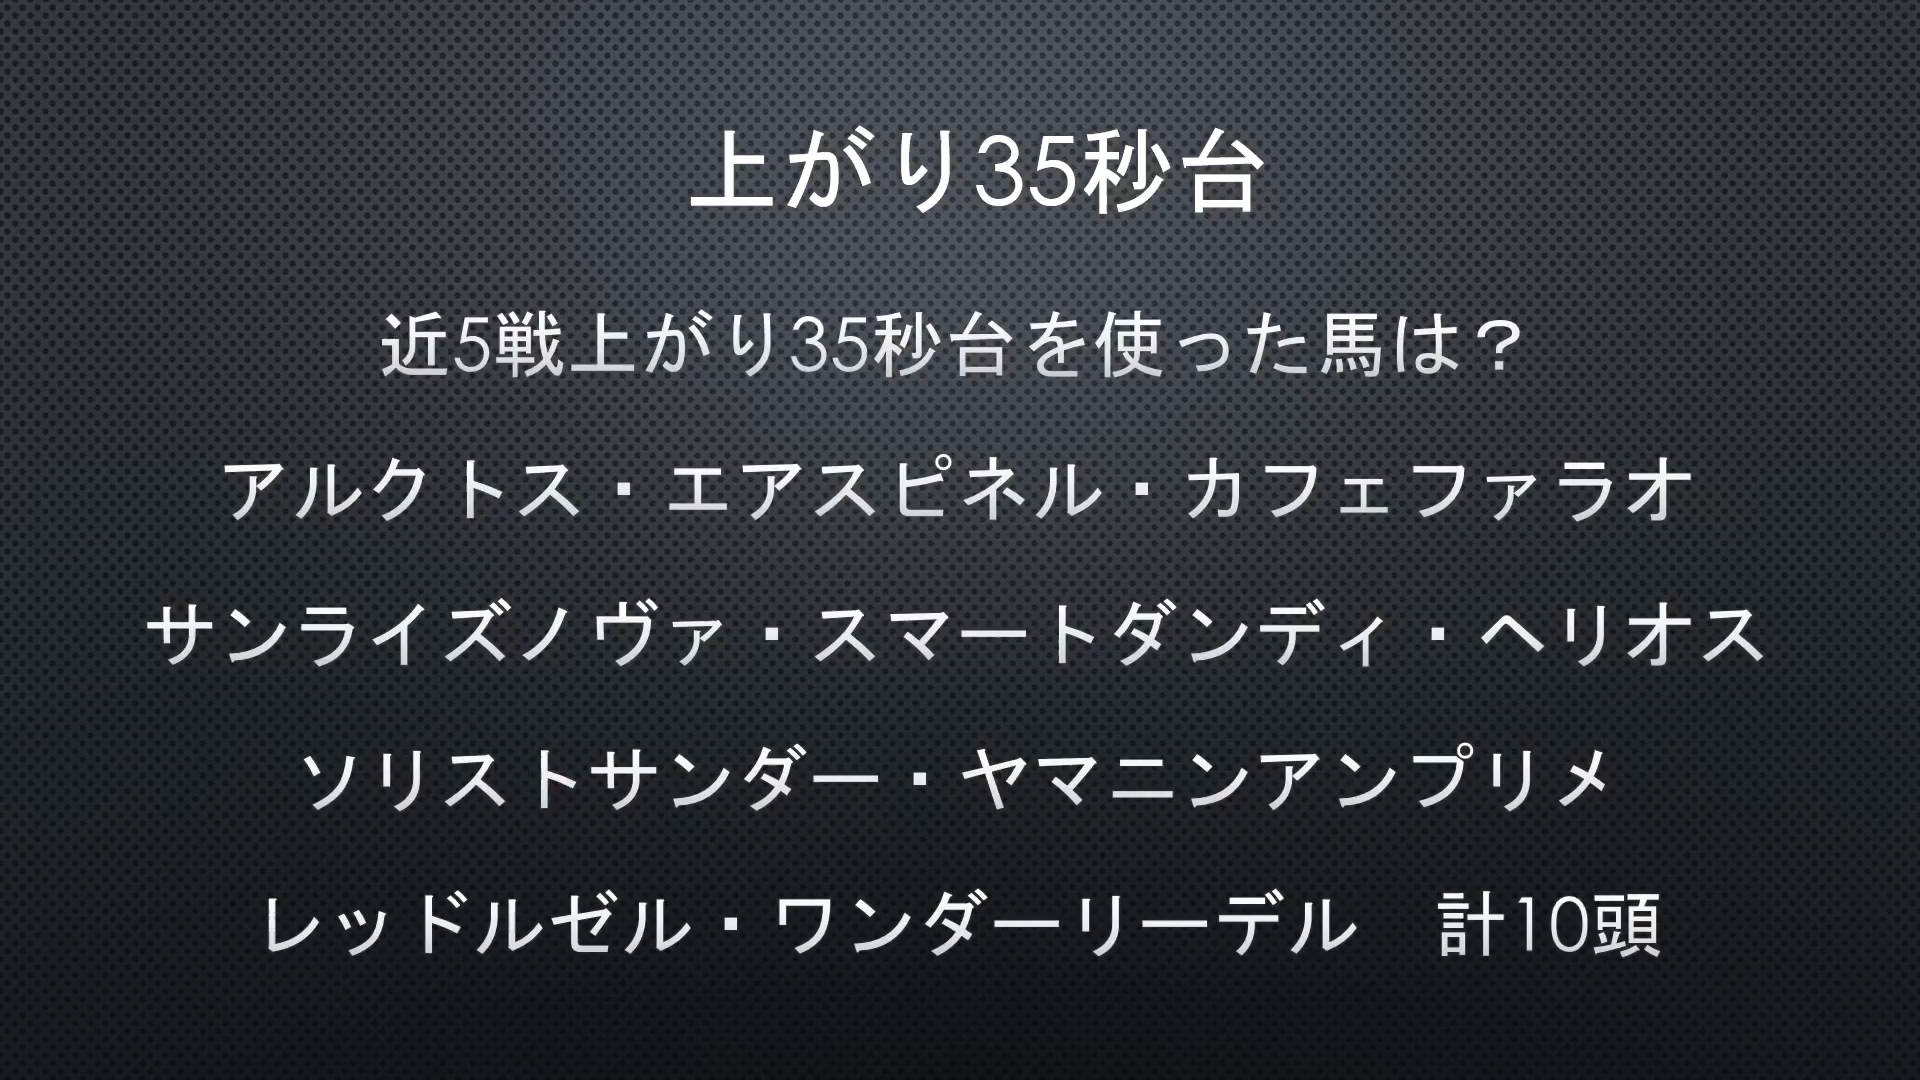 上がり35秒台
近5戦上がり35秒台を使った馬は？
アルクトス・エアスピネル・カフェファラオ
サンライズノヴァ・スマートダンディ・ヘリオス
ソリストサンダー・ヤマニンアンプリメ
レッドルゼル・ワンダーリーデル　計10頭